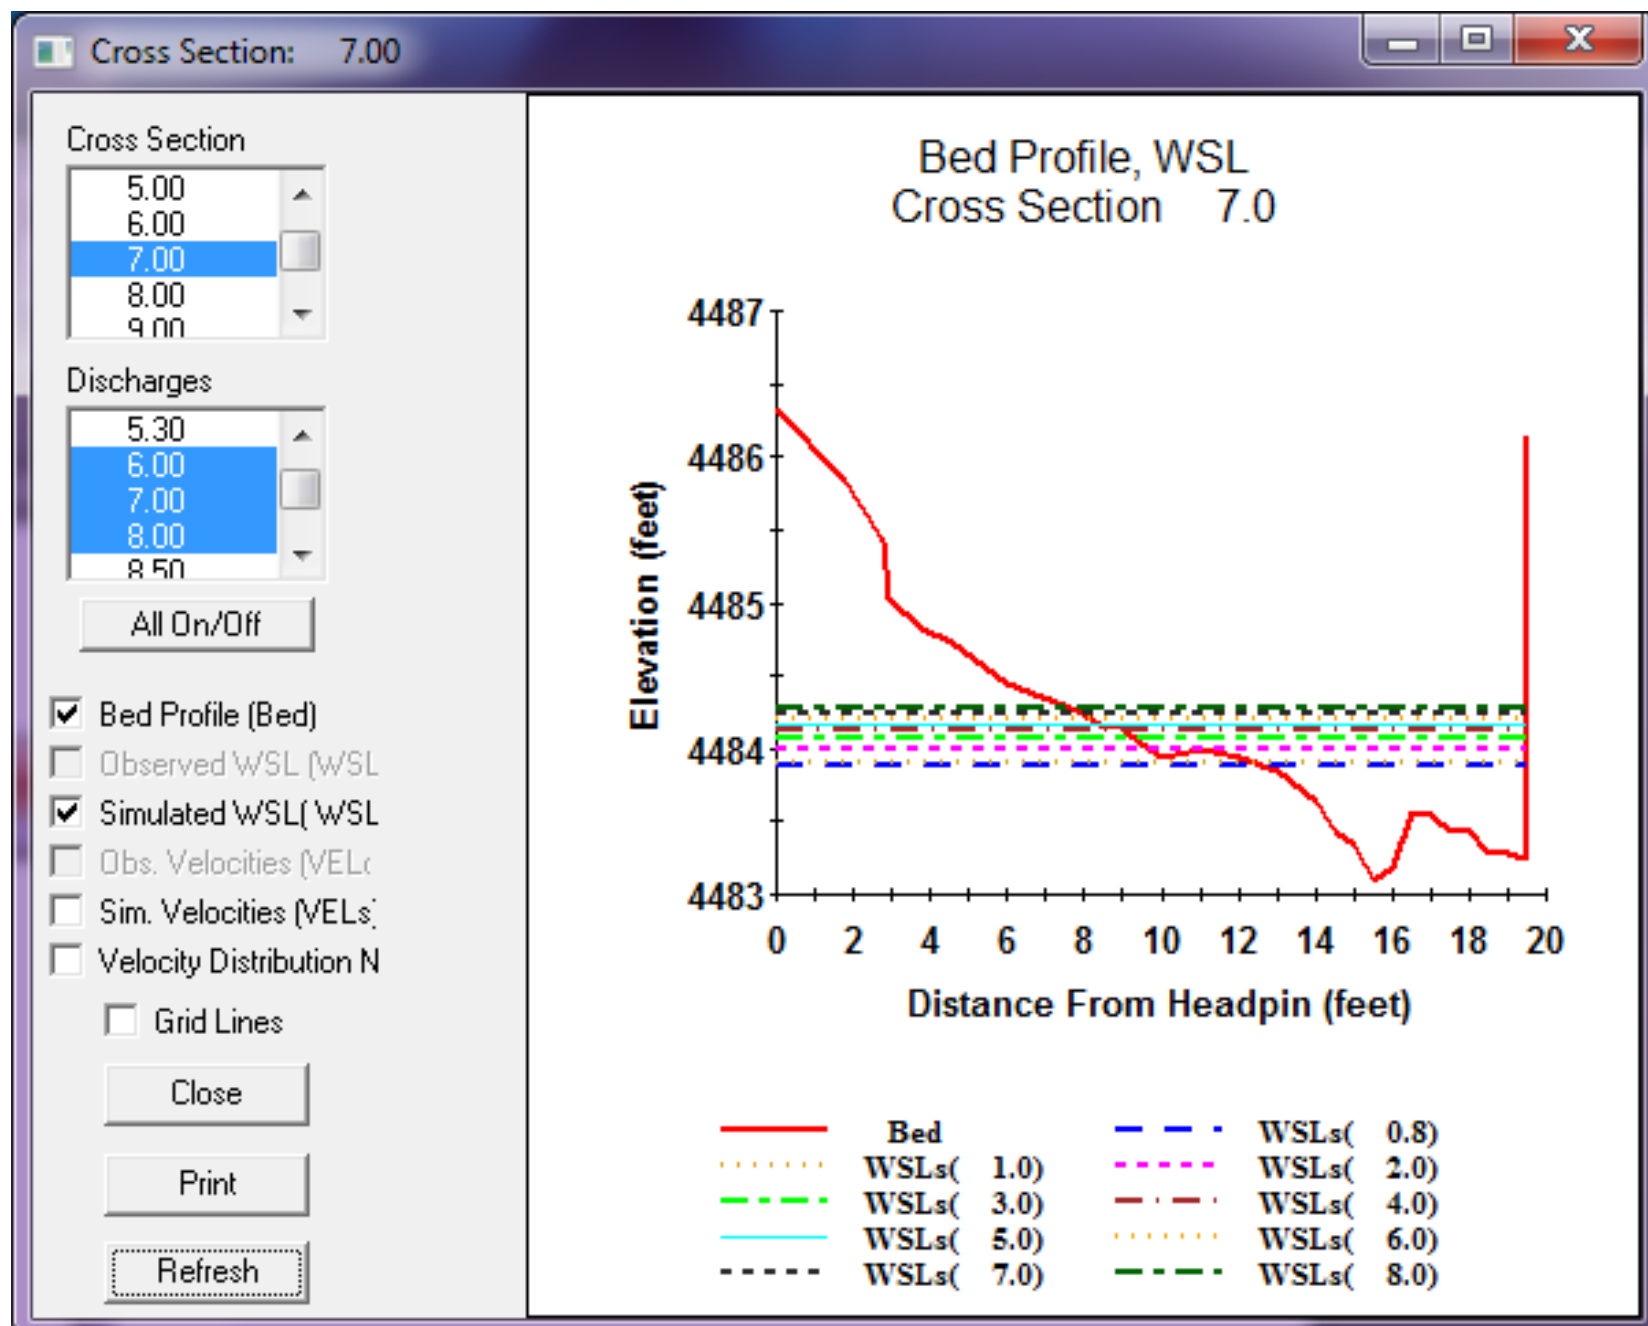 Cross Section: 7.00
Cross Section
5.00
6.00
7.00
8.00
9.00
Discharges
5.30
6.00
7.00
8.00
8.50
All On/Off
Bed Profile (Bed)
Observed WSL (WSL
Simulated WSL( WSL
Obs. Velocities (VELo
Sim. Velocities (VELs)
Velocity Distribution N
Grid Lines
Close
Print
Refresh
Bed Profile, WSL
Cross Section 7.0
Elevation (feet)
4487
4486
4485
4484
4483
0 2 4 6 8 10 12 14 16 18 20
Distance From Headpin (feet)
Bed WSLs( 0.8)
WSLs( 1.0) WSLs( 2.0)
WSLs( 3.0) WSLs( 4.0)
WSLs( 5.0) WSLs( 6.0)
WSLs( 7.0) WSLs( 8.0)